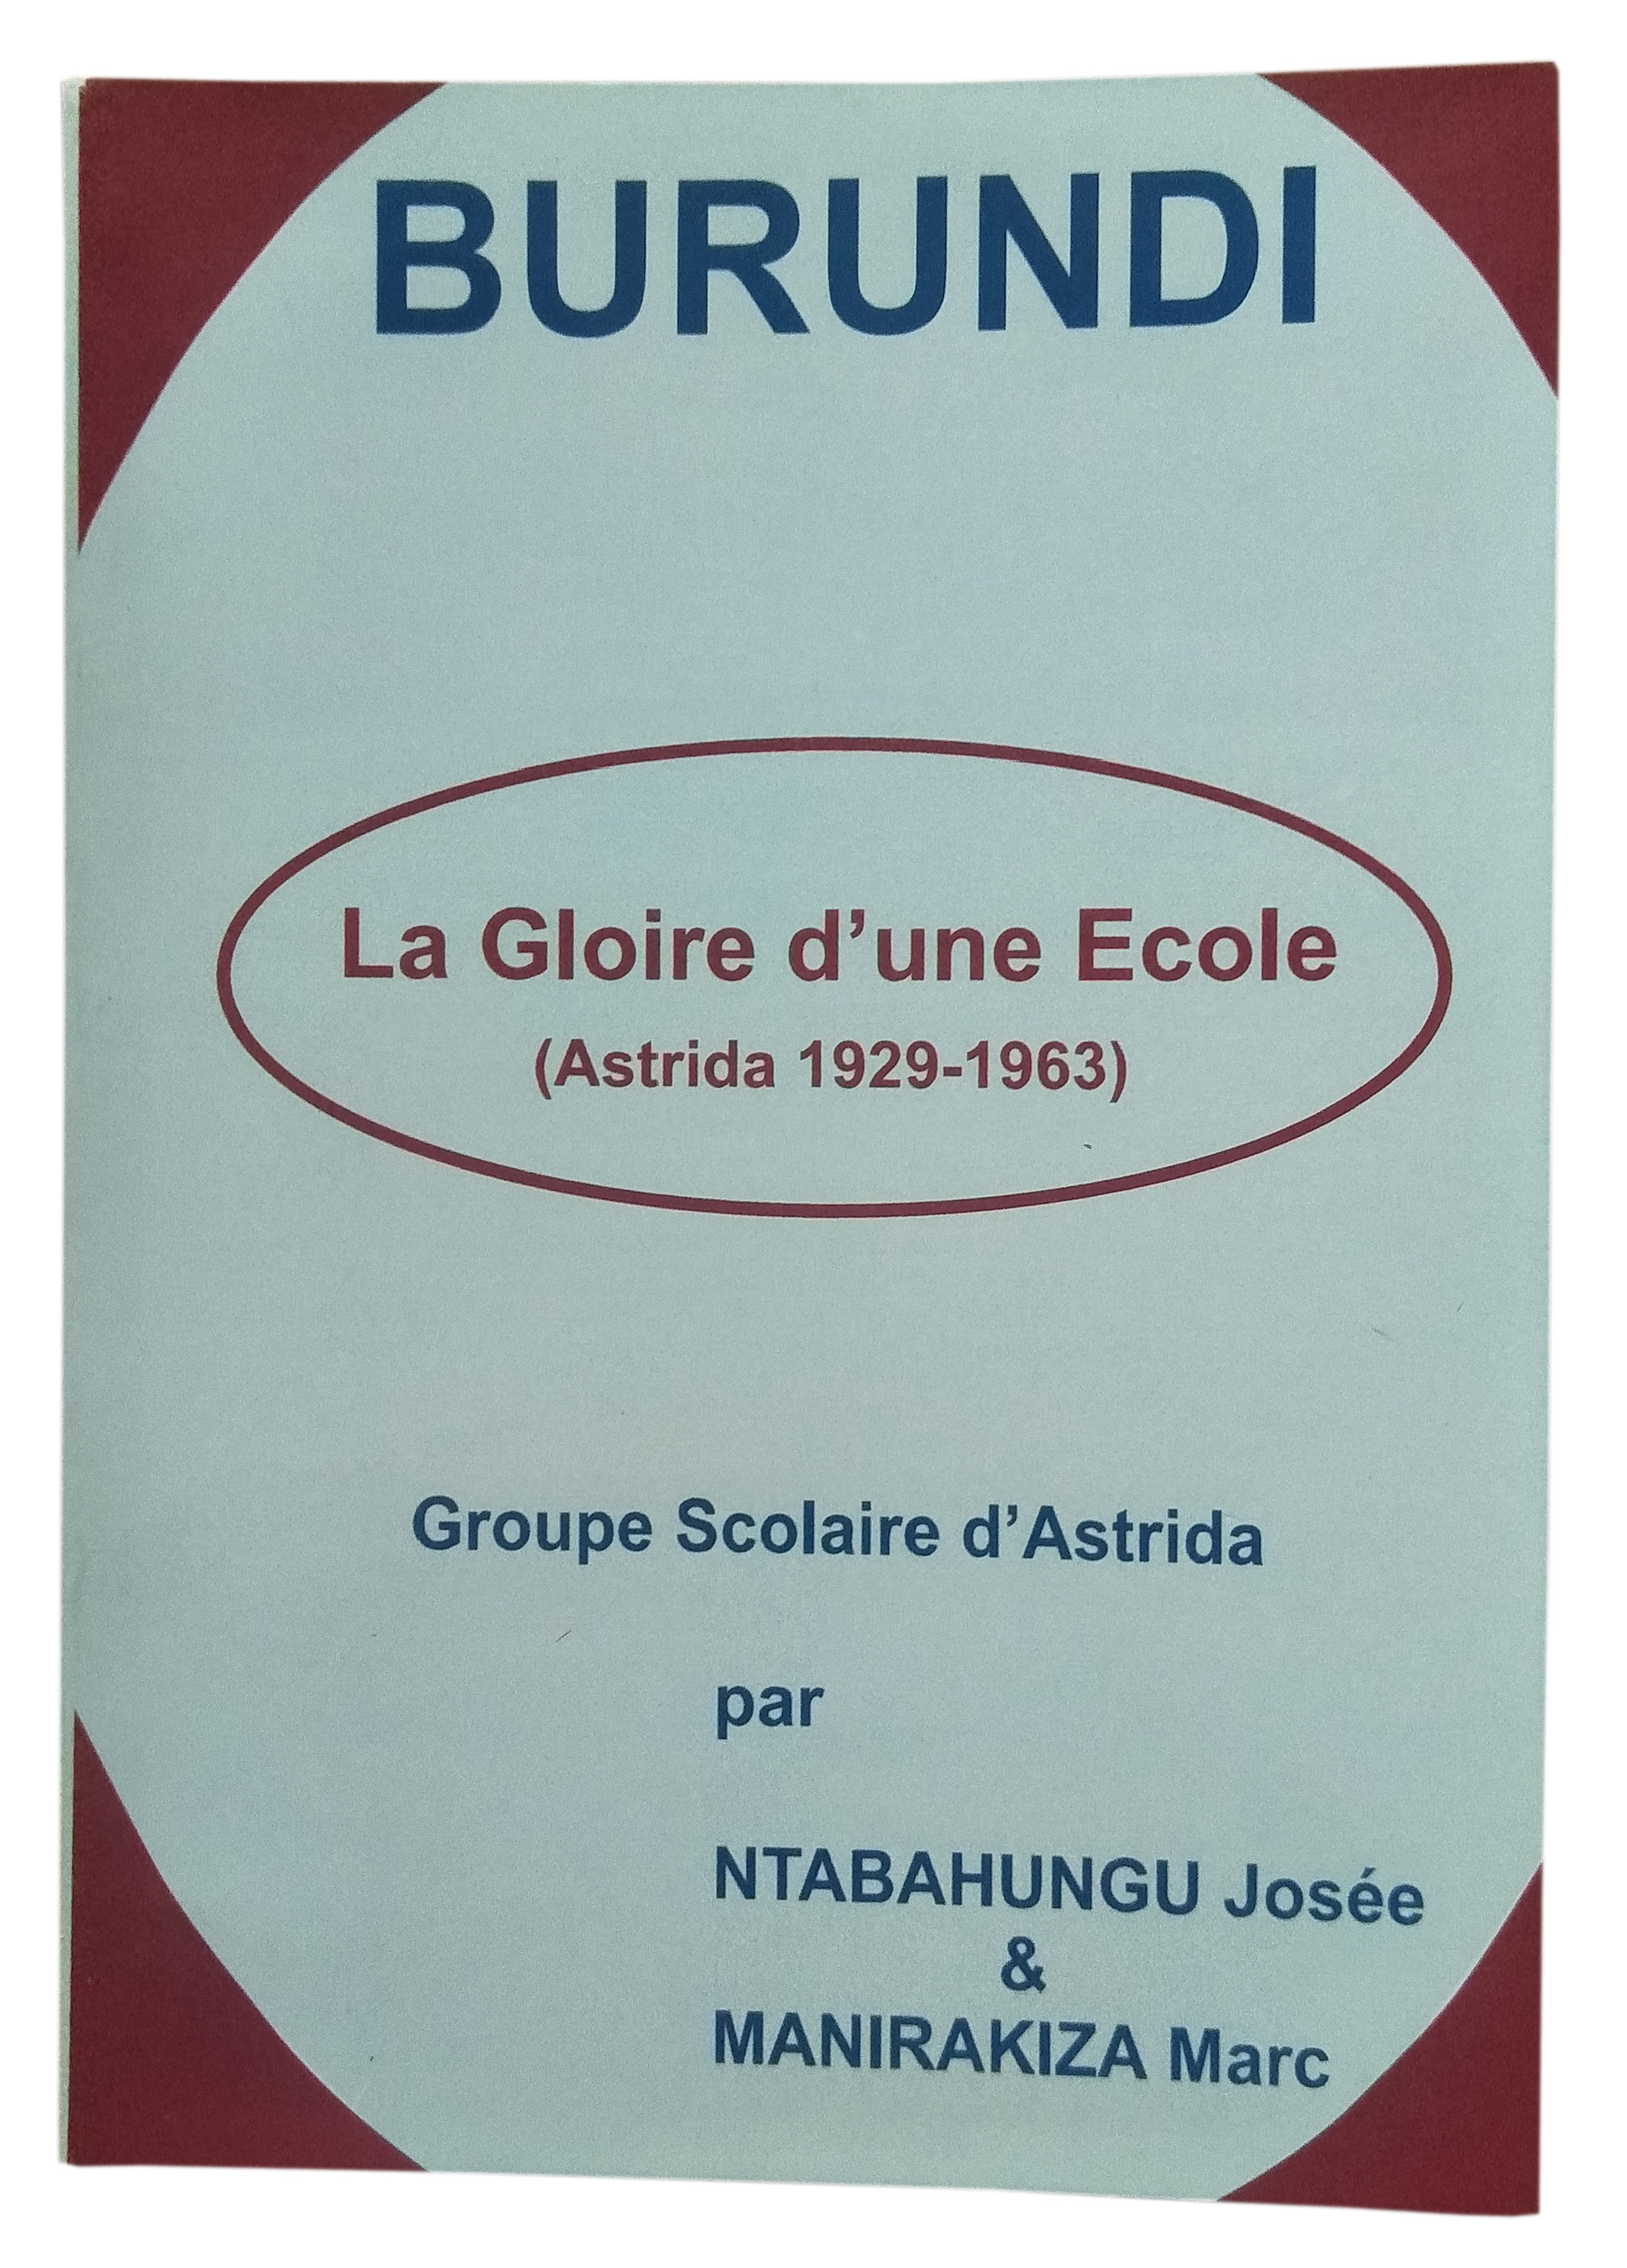 BURUNDI
La Gloire d'une Ecole
(Astrida 1929-1963)
Groupe Scolaire d'Astrida
par
NTABAHUNGU Josée
&
MANIRAKIZA Marc